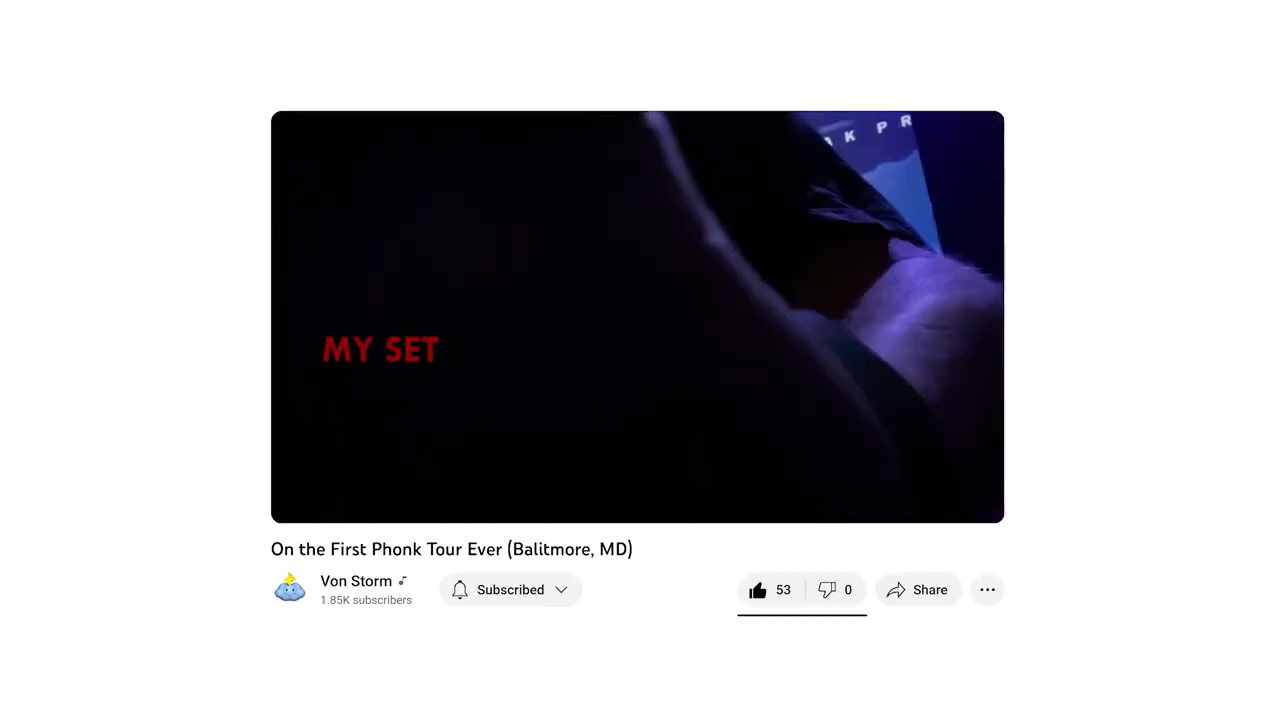 K PR
MY SET
On the First Phonk Tour Ever (Balitmore, MD)
Von Storm
1.85K subscribers
Subscribed
53
0
Share